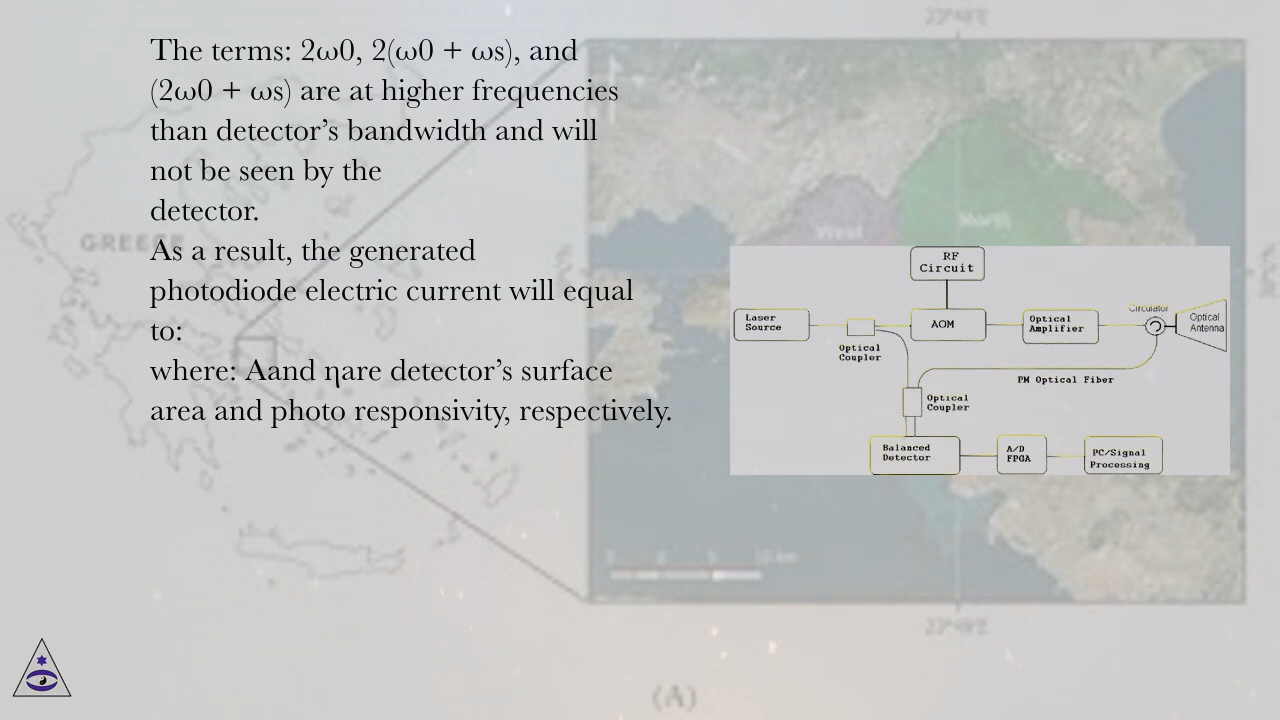 The terms: 2ω0, 2(ω0 + ωs), and
(2ω0 + ωs) are at higher frequencies
than detector’s bandwidth and will
not be seen by the
detector.
As a result, the generated
photodiode electric current will equal
to:
where: Aand ηare detector’s surface
area and photo responsivity, respectively.
GREECE
West
North
RF
Circuit
Laser
Source
Optical
Coupler
AOM
Optical
Amplifier
Circulator
Optical
Antenna
PM Optical Fiber
Optical
Coupler
Balanced
Detector
A/D
FPGA
PC/Signal
Processing
(A)